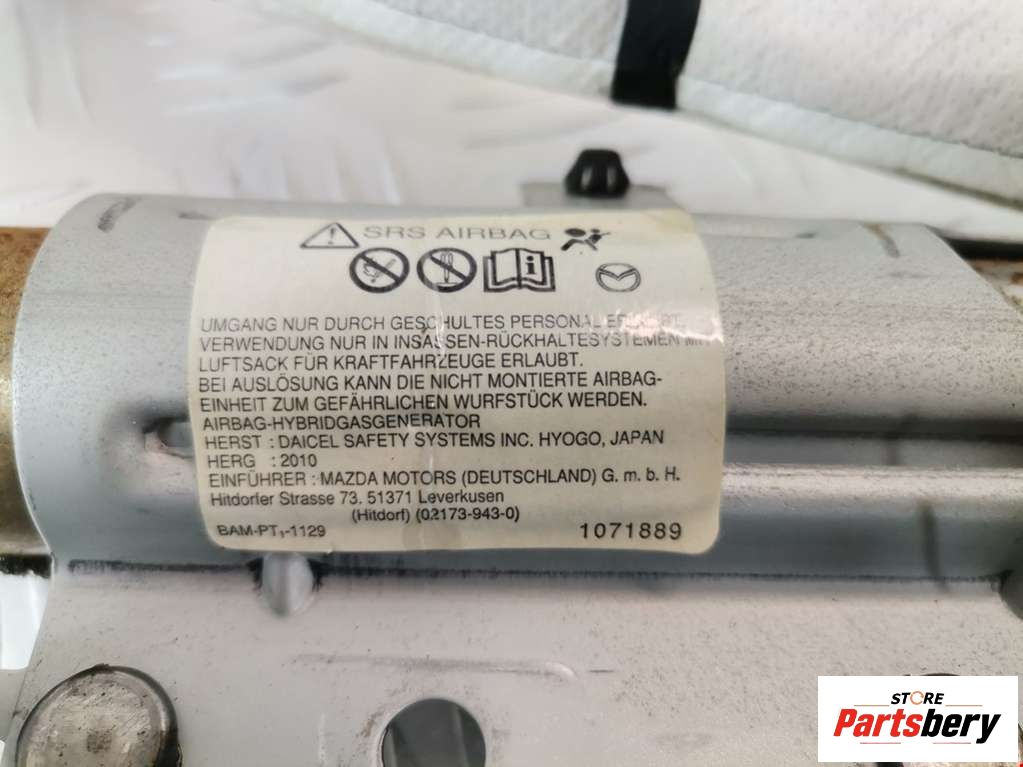 SRS AIRBAG
UMGANG NUR DURCH GESCHULTES PERSONAL ERLAUBT.
VERWENDUNG NUR IN INSASSEN-RÜCKHALTESYSTEMEN MIT
LUFTSACK FÜR KRAFTFAHRZEUGE ERLAUBT.
BEI AUSLÖSUNG KANN DIE NICHT MONTIERTE AIRBAG-
EINHEIT ZUM GEFÄHRLICHEN WURFSTÜCK WERDEN.
AIRBAG-HYBRIDGASGENERATOR
HERST : DAICEL SAFETY SYSTEMS INC. HYOGO, JAPAN
HERG : 2010
EINFÜHRER : MAZDA MOTORS (DEUTSCHLAND) G. m. b. H.
Hitdorfer Strasse 73. 51371 Leverkusen
(Hitdorf) (02173-943-0)
BAM-PT₁-1129 1071889
STORE
Partsbery